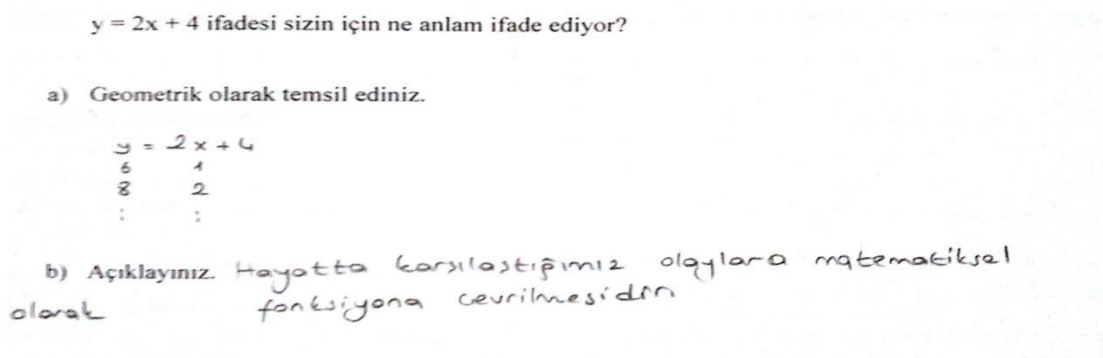 y = 2x + 4 ifadesi sizin için ne anlam ifade ediyor?
a) Geometrik olarak temsil ediniz.
y = 2x + 4
6 1
8 2
: :
b) Açıklayınız. Hayatta karşılaştığımız olaylara matematiksel
olarak fonksiyona çevrilmesidir